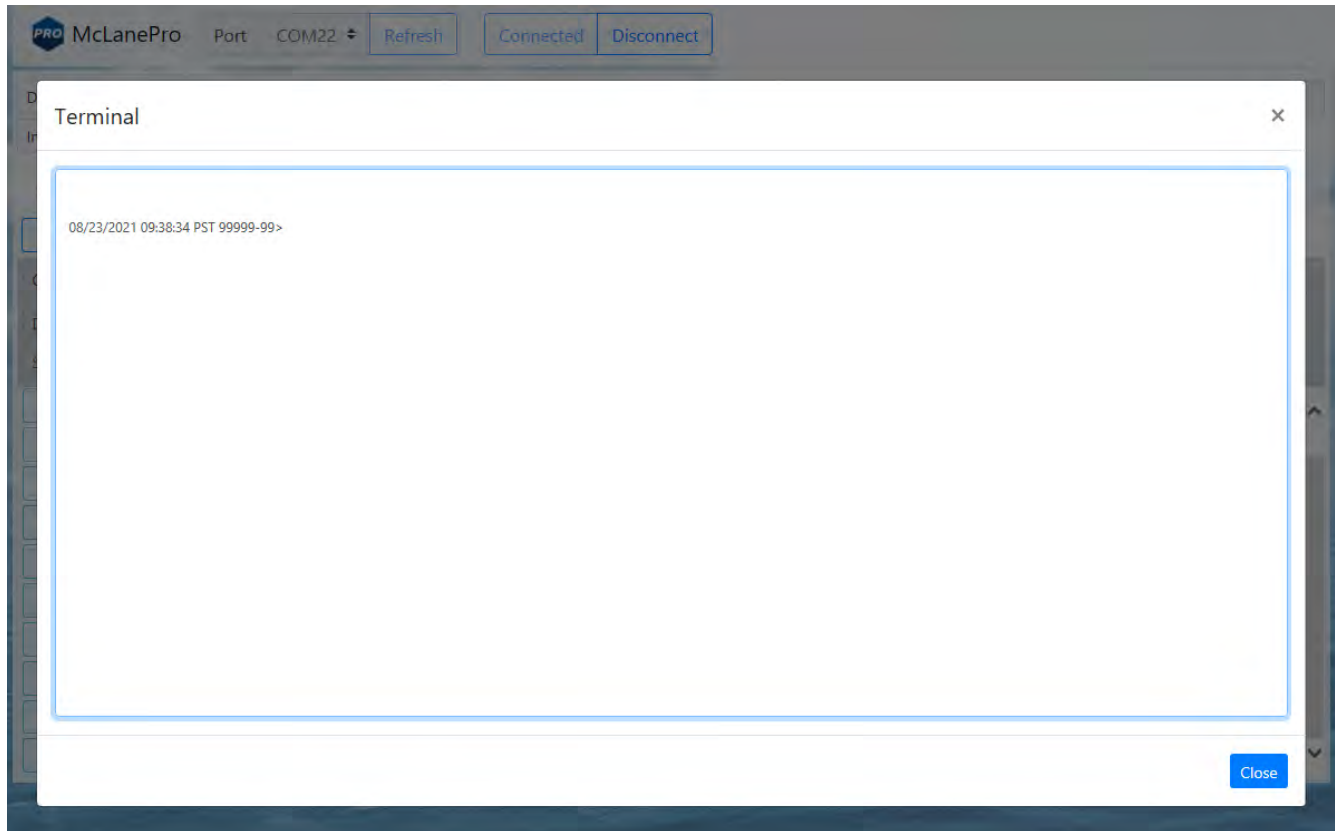 PRO McLanePro Port COM22 Refresh Connected Disconnect
Terminal ×
08/23/2021 09:38:34 PST 99999-99>
Close